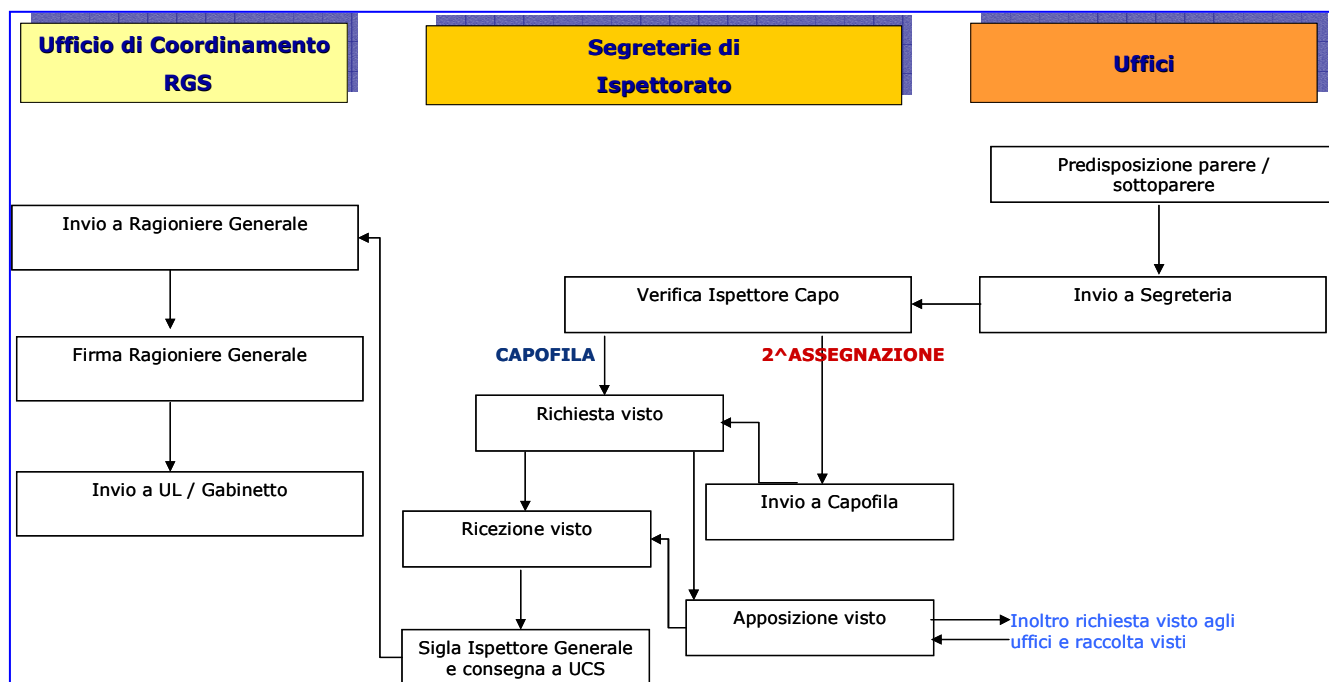 Ufficio di Coordinamento
RGS
Segreterie di
Ispettorato
Uffici
Predisposizione parere /
sottoparere
Invio a Ragioniere Generale
Verifica Ispettore Capo
Invio a Segreteria
Firma Ragioniere Generale
CAPOFILA
2^ASSEGNAZIONE
Richiesta visto
Invio a UL / Gabinetto
Invio a Capofila
Ricezione visto
Apposizione visto
Inoltro richiesta visto agli
uffici e raccolta visti
Sigla Ispettore Generale
e consegna a UCS